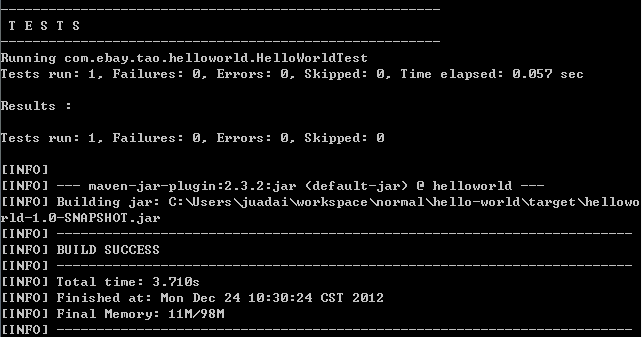 -------------------------------------------------------
 T E S T S
-------------------------------------------------------
Running com.ebay.tao.helloworld.HelloWorldTest
Tests run: 1, Failures: 0, Errors: 0, Skipped: 0, Time elapsed: 0.057 sec

Results :

Tests run: 1, Failures: 0, Errors: 0, Skipped: 0

[INFO]
[INFO] --- maven-jar-plugin:2.3.2:jar (default-jar) @ helloworld ---
[INFO] Building jar: C:\Users\juadai\workspace\normal\hello-world\target\hellowo
rld-1.0-SNAPSHOT.jar
[INFO] ------------------------------------------------------------------------
[INFO] BUILD SUCCESS
[INFO] ------------------------------------------------------------------------
[INFO] Total time: 3.710s
[INFO] Finished at: Mon Dec 24 10:30:24 CST 2012
[INFO] Final Memory: 11M/98M
[INFO] ------------------------------------------------------------------------